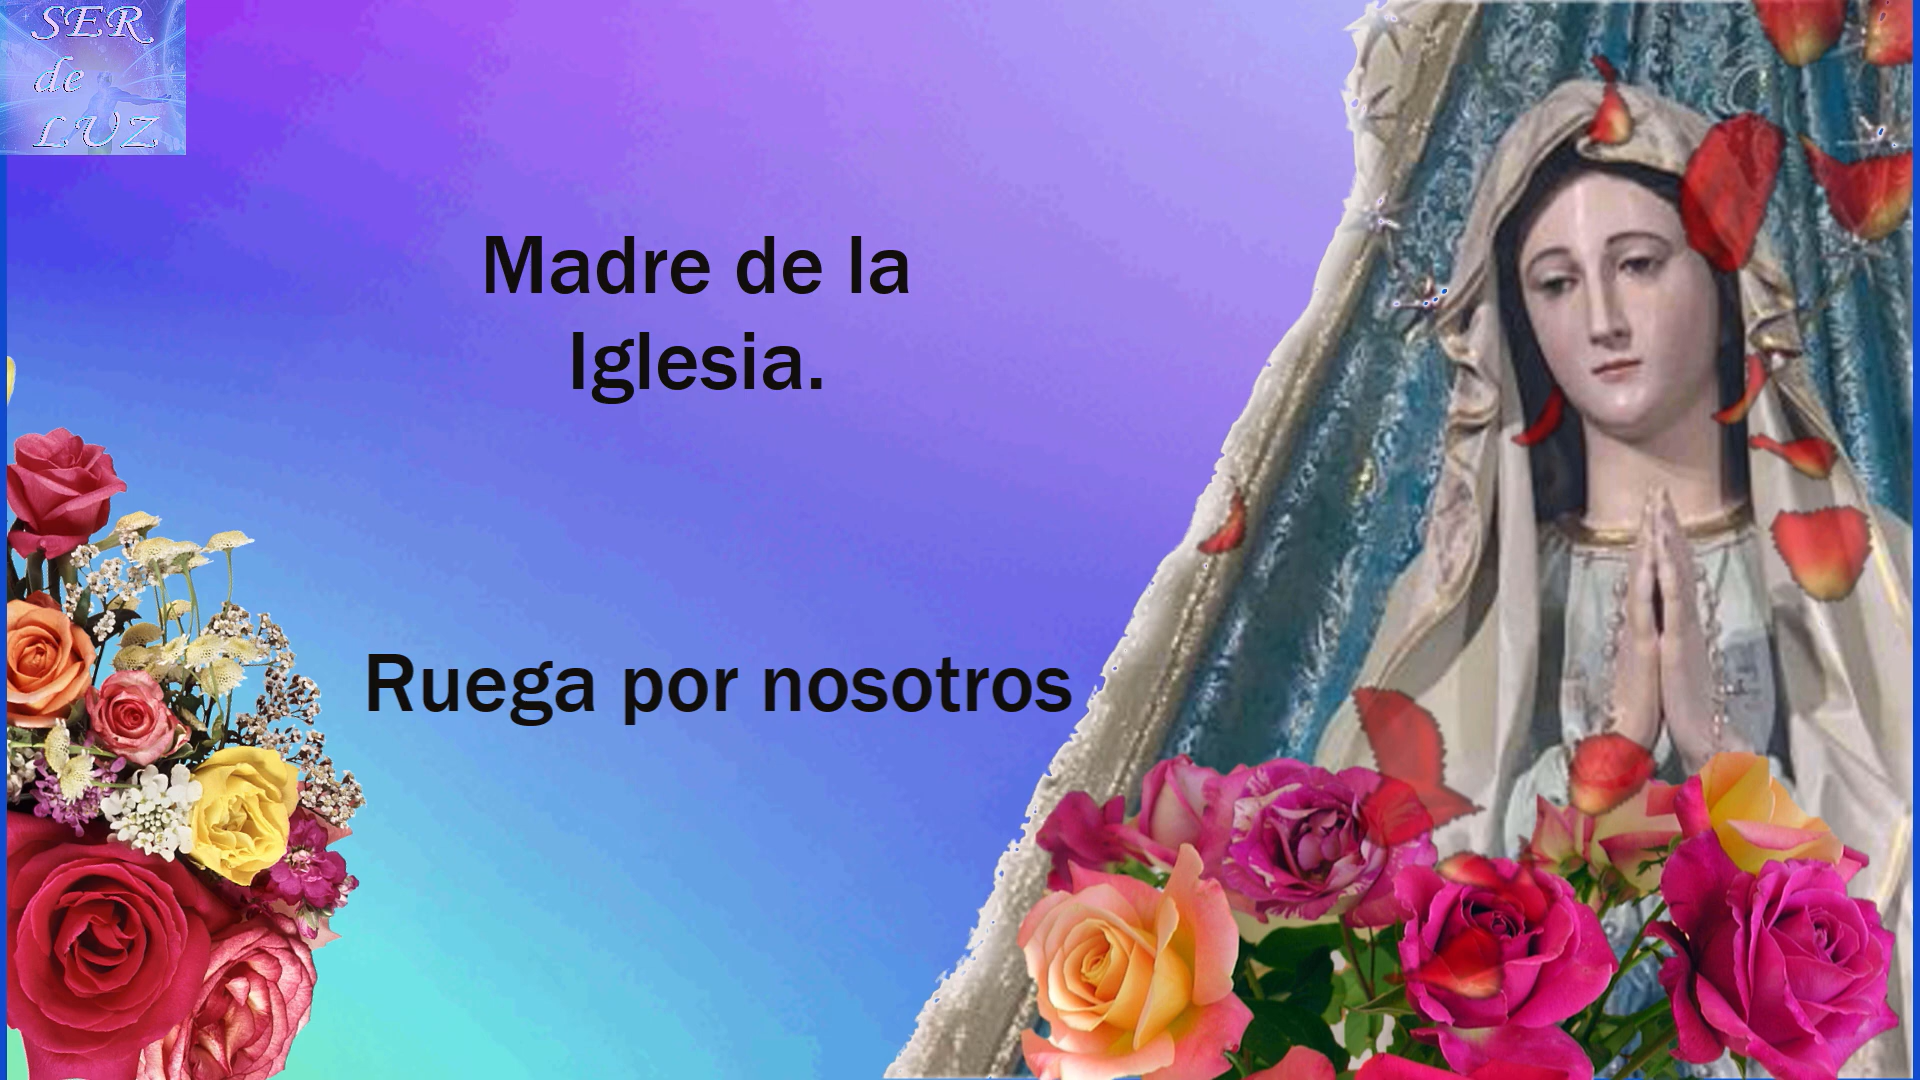 SER
de
LUZ
Madre de la
Iglesia.
Ruega por nosotros